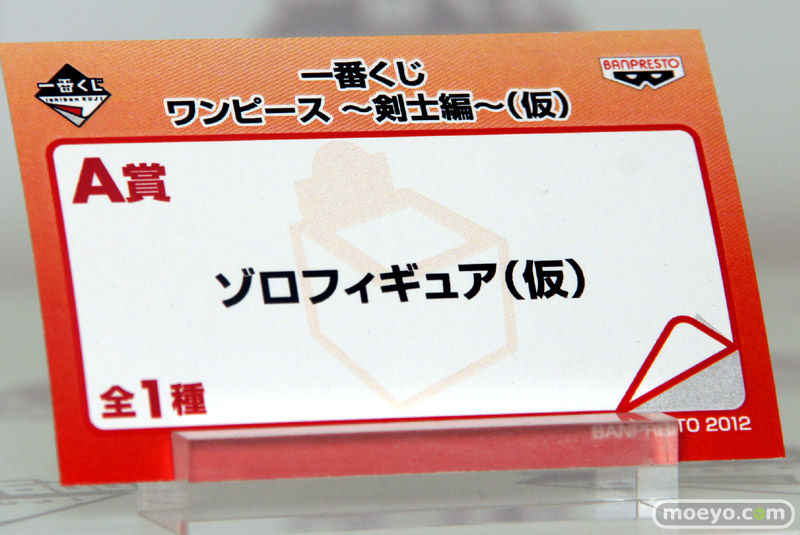 一番くじ
Ichiban KUJI
一番くじ
ワンピース ～剣士編～(仮)
BANPRESTO
A賞
ゾロフィギュア(仮)
全1種
BANPRESTO 2012
moeyo.com